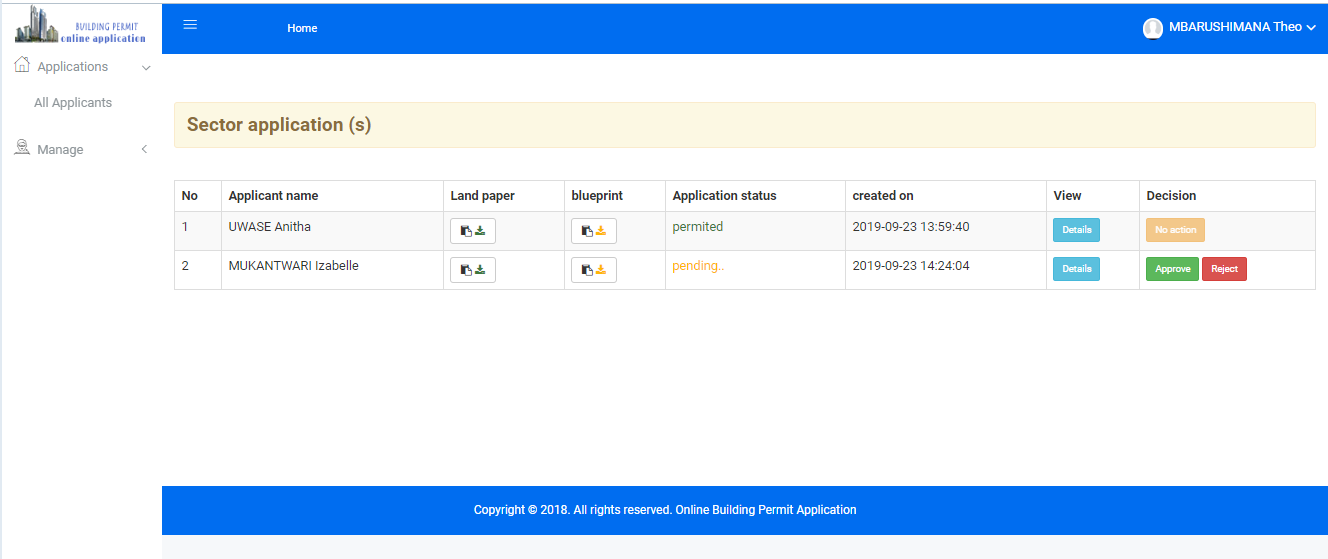 BUILDING PERMIT
online application
Home
MBARUSHIMANA Theo
Applications
All Applicants
Manage
Sector application (s)
No Applicant name Land paper blueprint Application status created on View Decision
1 UWASE Anitha permited 2019-09-23 13:59:40 Details No action
2 MUKANTWARI Izabelle pending.. 2019-09-23 14:24:04 Details Approve Reject
Copyright © 2018. All rights reserved. Online Building Permit Application